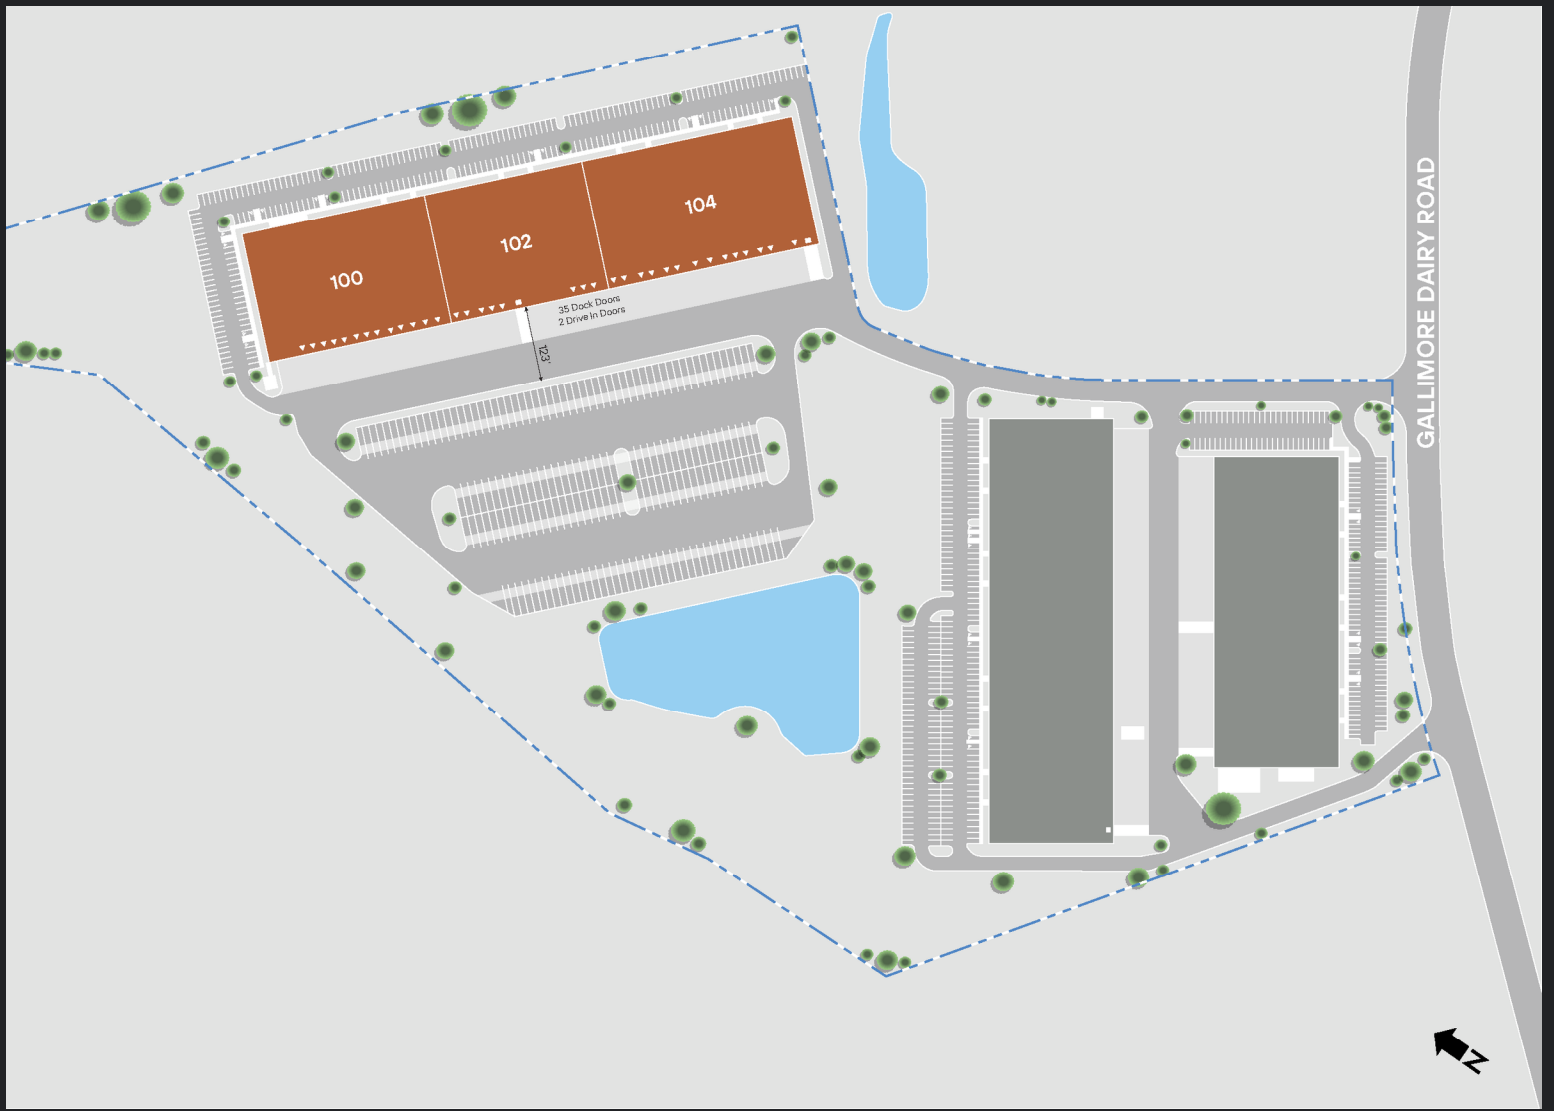 104
102
100
35 Dock Doors
2 Drive In Doors
123'
GALLIMORE DAIRY ROAD
N